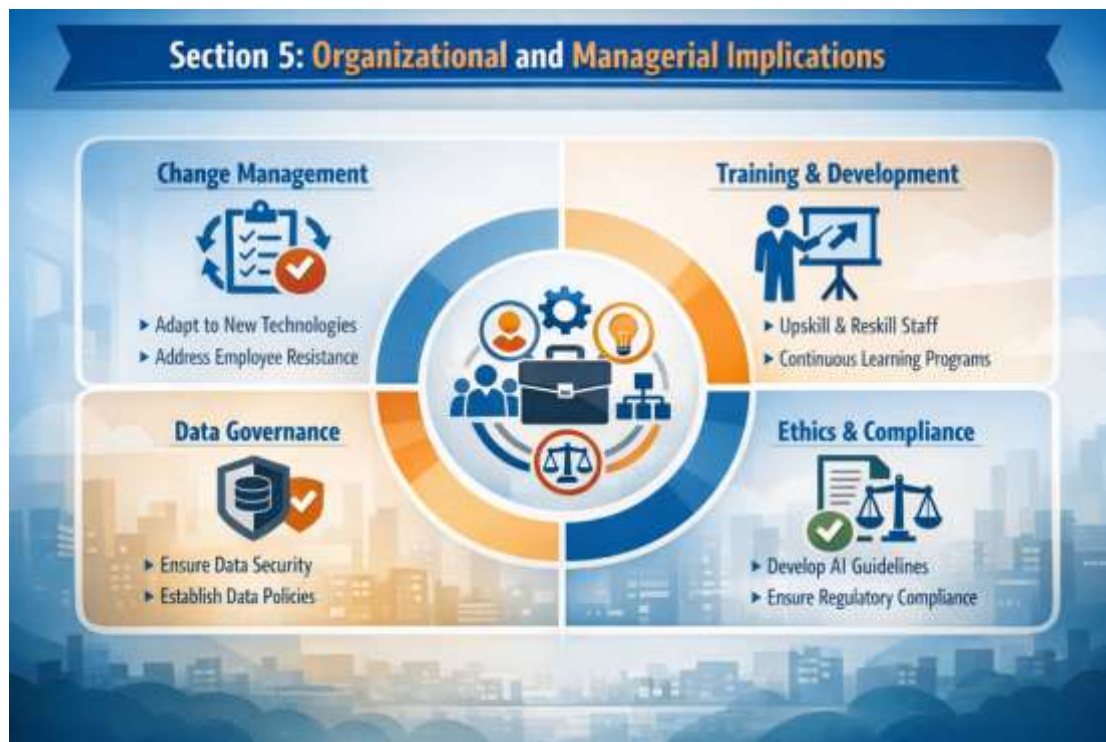 Section 5: Organizational and Managerial Implications
Change Management
▸ Adapt to New Technologies
▸ Address Employee Resistance
Training & Development
▸ Upskill & Reskill Staff
▸ Continuous Learning Programs
Data Governance
▸ Ensure Data Security
▸ Establish Data Policies
Ethics & Compliance
▸ Develop AI Guidelines
▸ Ensure Regulatory Compliance